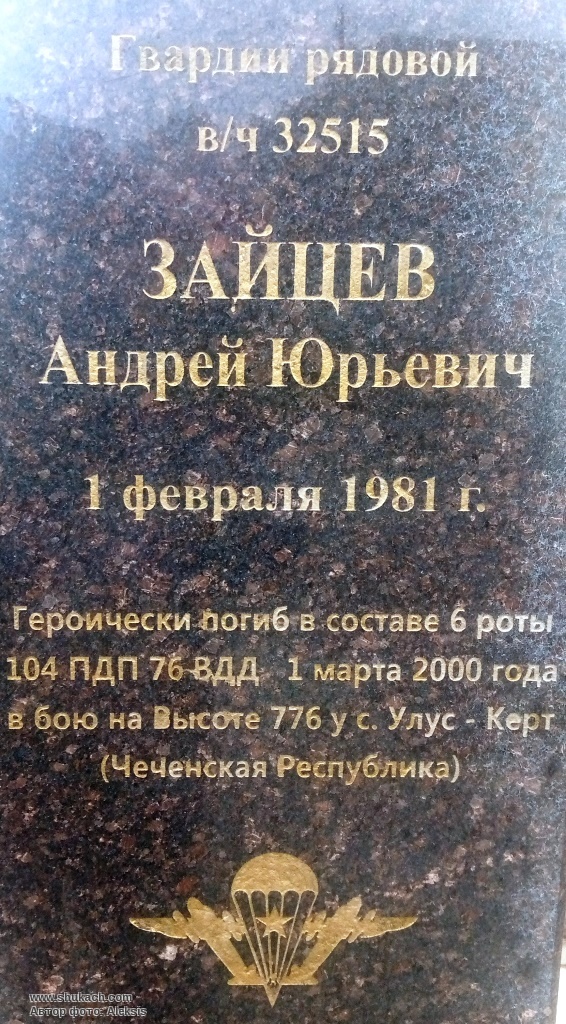 Гвардии рядовой
в/ч 32515
ЗАЙЦЕВ
Андрей Юрьевич
1 февраля 1981 г.
Героически погиб в составе 6 роты
104 ПДП 76 ВДД 1 марта 2000 года
в бою на Высоте 776 у с. Улус - Керт
(Чеченская Республика)
www.shukach.com
Автор фото: Aleksis